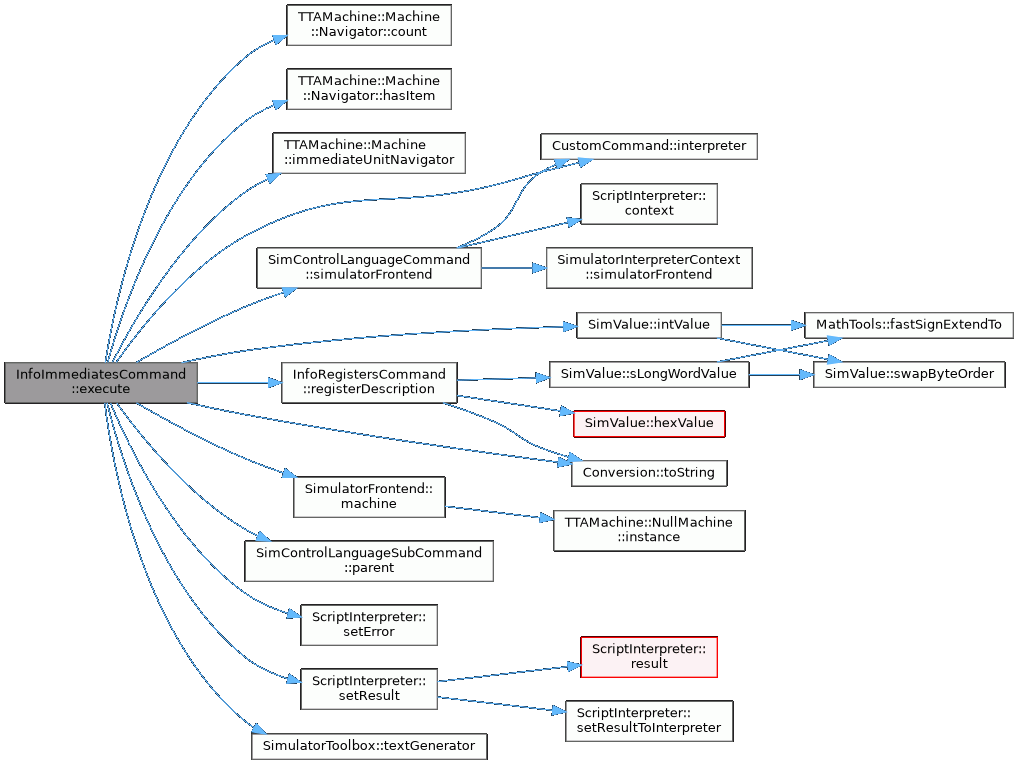 TTAMachine::Machine
::Navigator::count
TTAMachine::Machine
::Navigator::hasItem
TTAMachine::Machine
::immediateUnitNavigator
CustomCommand::interpreter
ScriptInterpreter::
context
SimControlLanguageCommand
::simulatorFrontend
SimulatorInterpreterContext
::simulatorFrontend
SimValue::intValue
MathTools::fastSignExtendTo
InfoImmediatesCommand
::execute
InfoRegistersCommand
::registerDescription
SimValue::sLongWordValue
SimValue::swapByteOrder
SimValue::hexValue
Conversion::toString
SimulatorFrontend::
machine
TTAMachine::NullMachine
::instance
SimControlLanguageSubCommand
::parent
ScriptInterpreter::
setError
ScriptInterpreter::
result
ScriptInterpreter::
setResult
ScriptInterpreter::
setResultToInterpreter
SimulatorToolbox::textGenerator